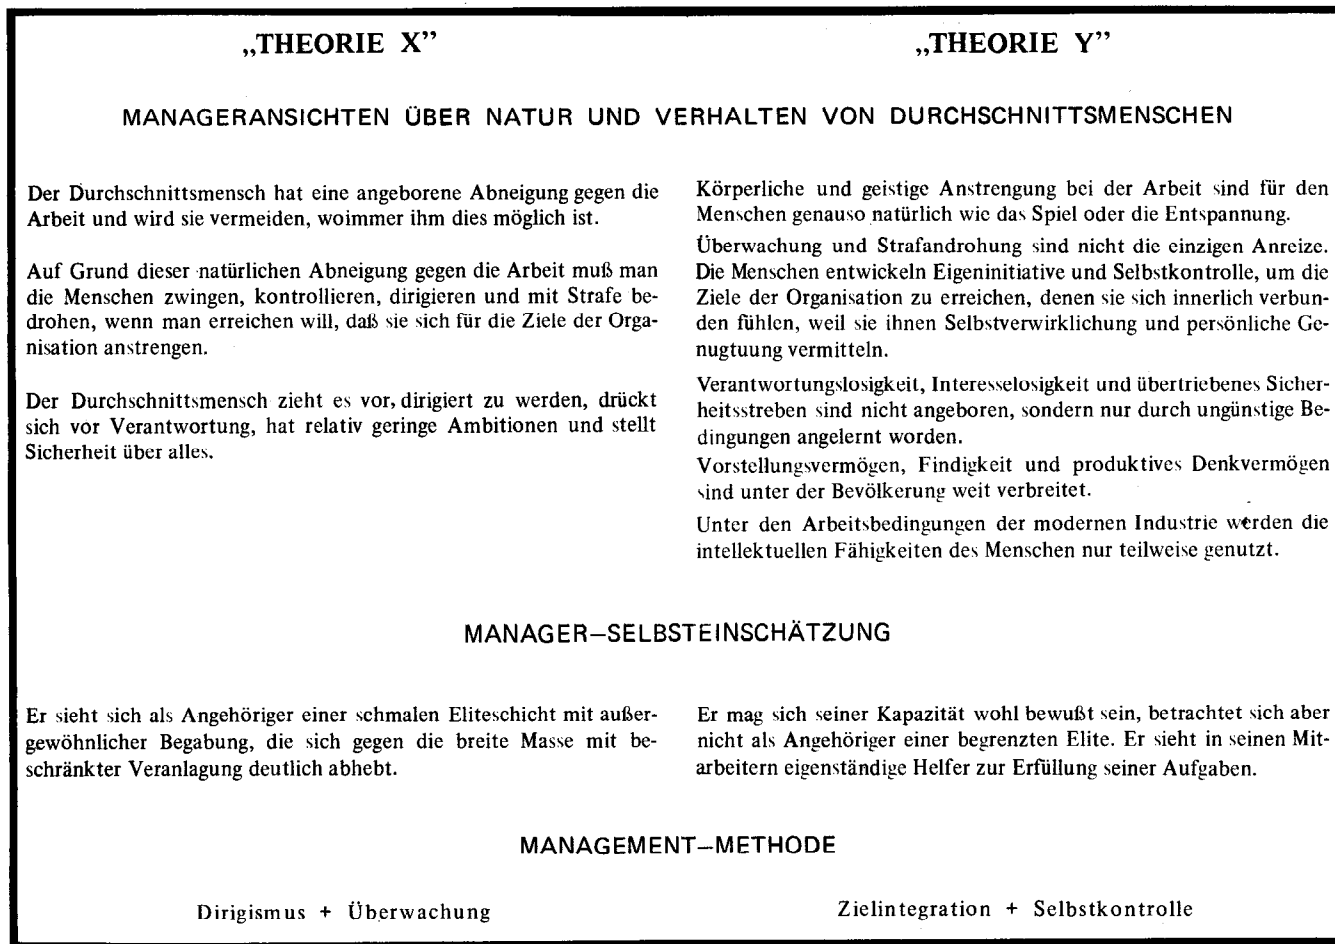 „THEORIE X”
„THEORIE Y”
MANAGERANSICHTEN ÜBER NATUR UND VERHALTEN VON DURCHSCHNITTSMENSCHEN
Der Durchschnittsmensch hat eine angeborene Abneigung gegen die
Arbeit und wird sie vermeiden, woimmer ihm dies möglich ist.
Auf Grund dieser natürlichen Abneigung gegen die Arbeit muß man
die Menschen zwingen, kontrollieren, dirigieren und mit Strafe be-
drohen, wenn man erreichen will, daß sie sich für die Ziele der Orga-
nisation anstrengen.
Der Durchschnittsmensch zieht es vor, dirigiert zu werden, drückt
sich vor Verantwortung, hat relativ geringe Ambitionen und stellt
Sicherheit über alles.
Körperliche und geistige Anstrengung bei der Arbeit sind für den
Menschen genauso natürlich wie das Spiel oder die Entspannung.
Überwachung und Strafandrohung sind nicht die einzigen Anreize.
Die Menschen entwickeln Eigeninitiative und Selbstkontrolle, um die
Ziele der Organisation zu erreichen, denen sie sich innerlich verbun-
den fühlen, weil sie ihnen Selbstverwirklichung und persönliche Ge-
nugtuung vermitteln.
Verantwortungslosigkeit, Interesselosigkeit und übertriebenes Sicher-
heitsstreben sind nicht angeboren, sondern nur durch ungünstige Be-
dingungen angelernt worden.
Vorstellungsvermögen, Findigkeit und produktives Denkvermögen
sind unter der Bevölkerung weit verbreitet.
Unter den Arbeitsbedingungen der modernen Industrie werden die
intellektuellen Fähigkeiten des Menschen nur teilweise genutzt.
MANAGER–SELBSTEINSCHÄTZUNG
Er sieht sich als Angehöriger einer schmalen Eliteschicht mit außer-
gewöhnlicher Begabung, die sich gegen die breite Masse mit be-
schränkter Veranlagung deutlich abhebt.
Er mag sich seiner Kapazität wohl bewußt sein, betrachtet sich aber
nicht als Angehöriger einer begrenzten Elite. Er sieht in seinen Mit-
arbeitern eigenständige Helfer zur Erfüllung seiner Aufgaben.
MANAGEMENT–METHODE
Dirigismus + Überwachung
Zielintegration + Selbstkontrolle